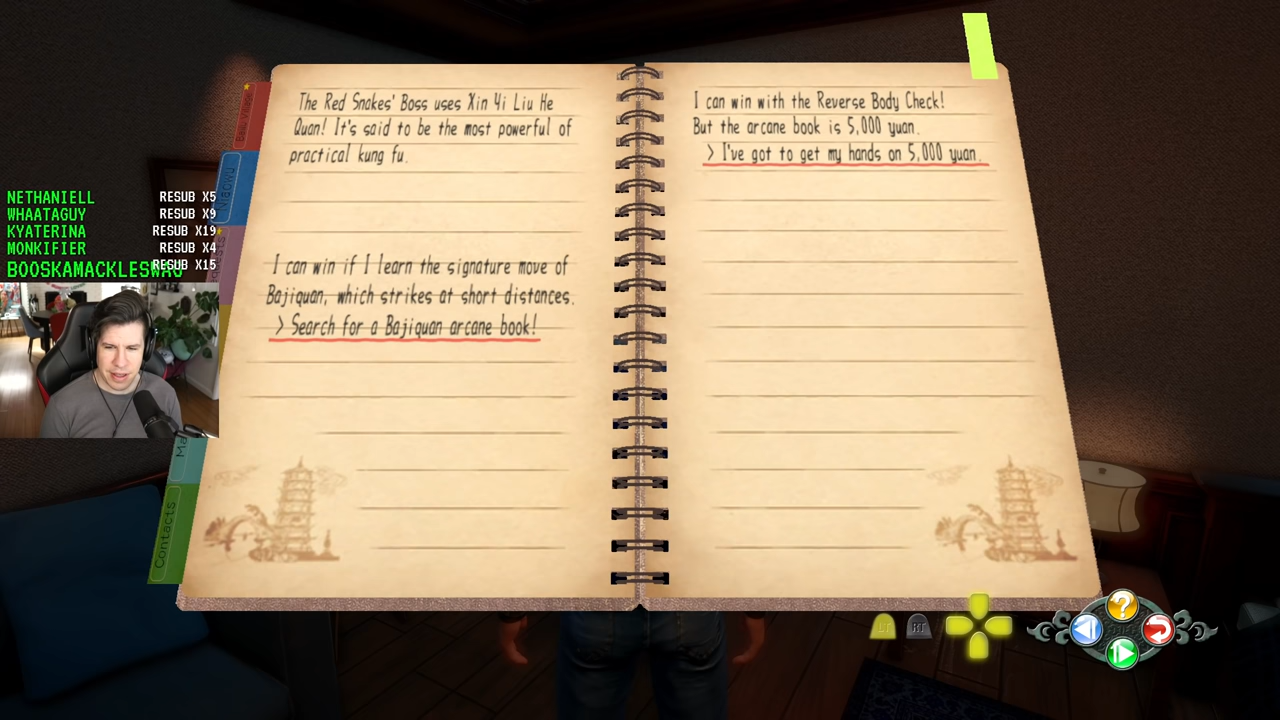 The Red Snakes' Boss uses Xin Yi Liu He
Quan! It's said to be the most powerful of
practical kung fu.
I can win if I learn the signature move of
Bajiquan, which strikes at short distances.
> Search for a Bajiquan arcane book!
I can win with the Reverse Body Check!
But the arcane book is 5,000 yuan.
> I've got to get my hands on 5,000 yuan.
NETHANIELL RESUB X5
WHAATAGUY RESUB X9
KYATERINA RESUB X19
MONKIFIER RESUB X4
BOOSKAMACKLESWAG RESUB X15
Ma
Contacts
LT
RT
?